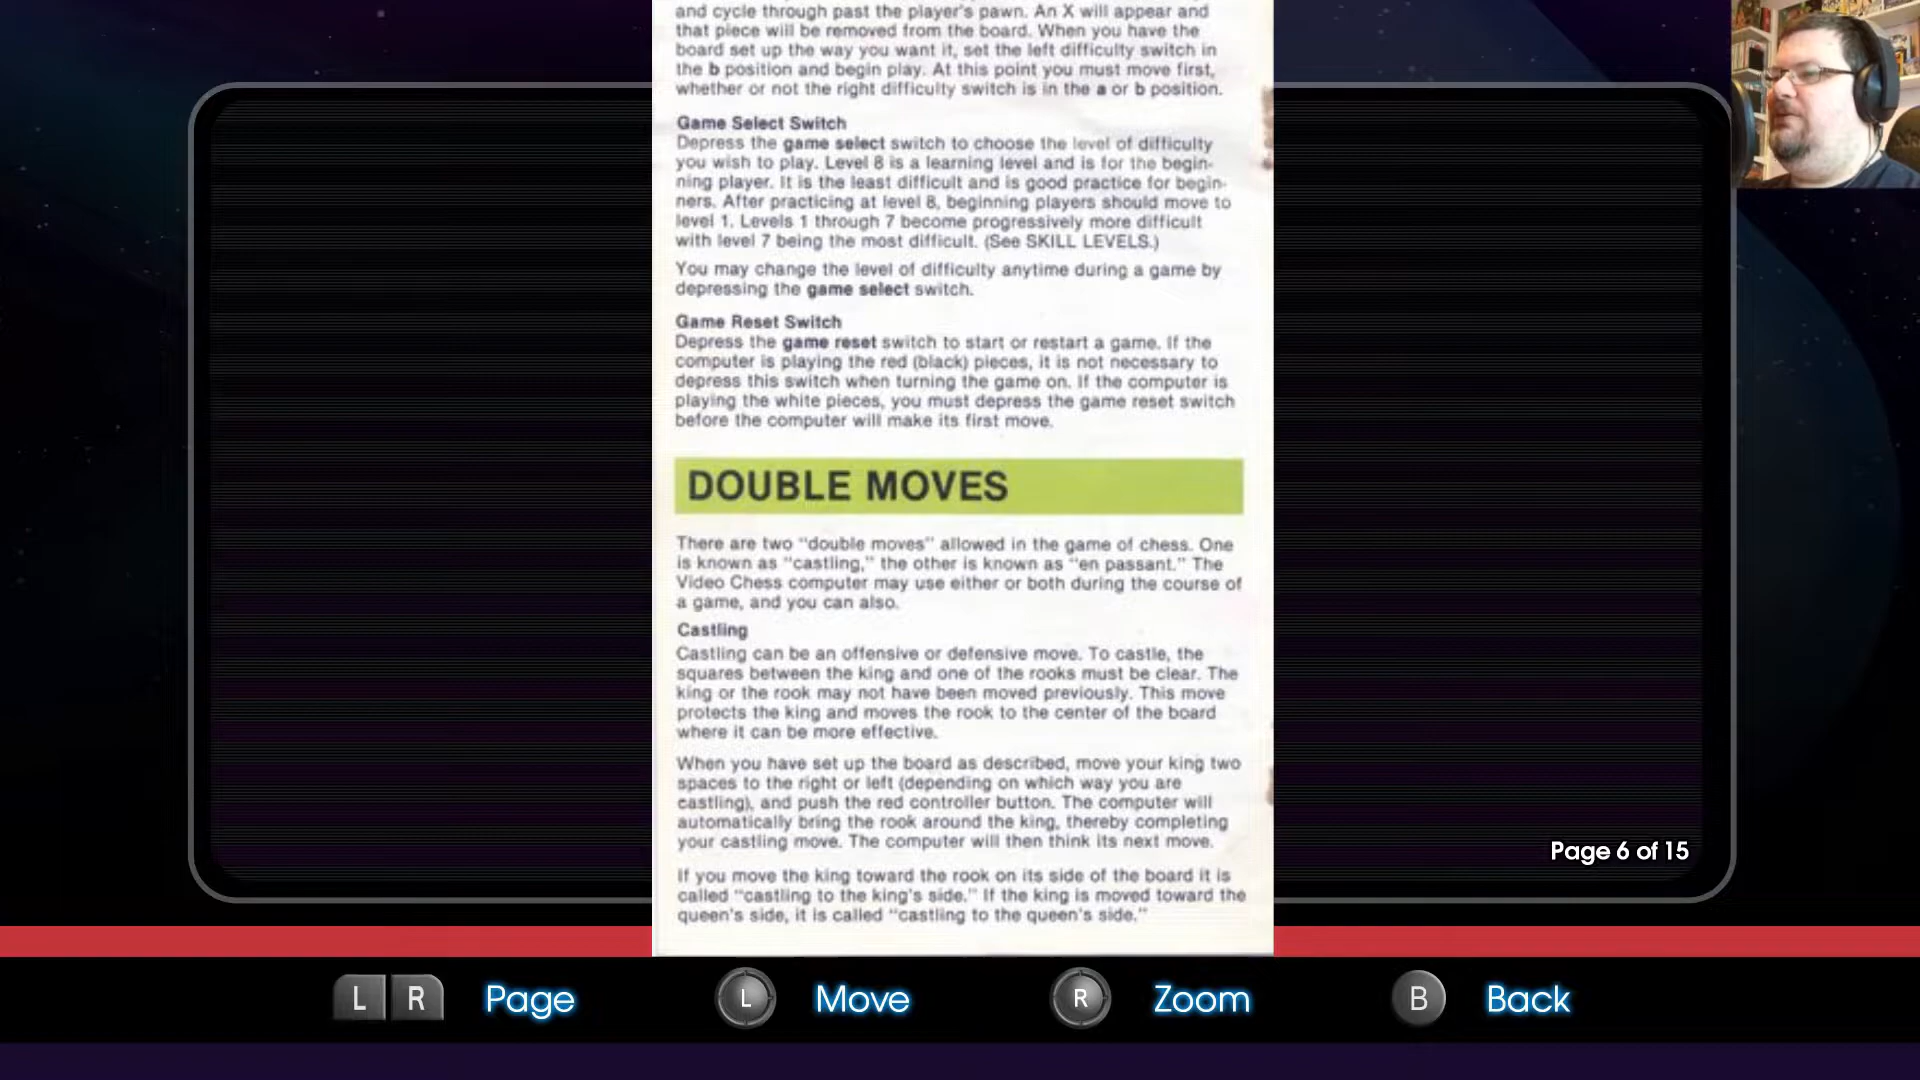 and cycle through past the player's pawn. An X will appear and
that piece will be removed from the board. When you have the
board set up the way you want it, set the left difficulty switch in
the b position and begin play. At this point you must move first,
whether or not the right difficulty switch is in the a or b position.
Game Select Switch
Depress the game select switch to choose the level of difficulty
you wish to play. Level 8 is a learning level and is for the begin-
ning player. It is the least difficult and is good practice for begin-
ners. After practicing at level 8, beginning players should move to
level 1. Levels 1 through 7 become progressively more difficult
with level 7 being the most difficult. (See SKILL LEVELS.)
You may change the level of difficulty anytime during a game by
depressing the game select switch.
Game Reset Switch
Depress the game reset switch to start or restart a game. If the
computer is playing the red (black) pieces, it is not necessary to
depress this switch when turning the game on. If the computer is
playing the white pieces, you must depress the game reset switch
before the computer will make its first move.
DOUBLE MOVES
There are two "double moves" allowed in the game of chess. One
is known as "castling," the other is known as "en passant." The
Video Chess computer may use either or both during the course of
a game, and you can also.
Castling
Castling can be an offensive or defensive move. To castle, the
squares between the king and one of the rooks must be clear. The
king or the rook may not have been moved previously. This move
protects the king and moves the rook to the center of the board
where it can be more effective.
When you have set up the board as described, move your king two
spaces to the right or left (depending on which way you are
castling), and push the red controller button. The computer will
automatically bring the rook around the king, thereby completing
your castling move. The computer will then think its next move.
If you move the king toward the rook on its side of the board it is
called "castling to the king's side." If the king is moved toward the
queen's side, it is called "castling to the queen's side."
Page 6 of 15
L R Page L Move R Zoom B Back